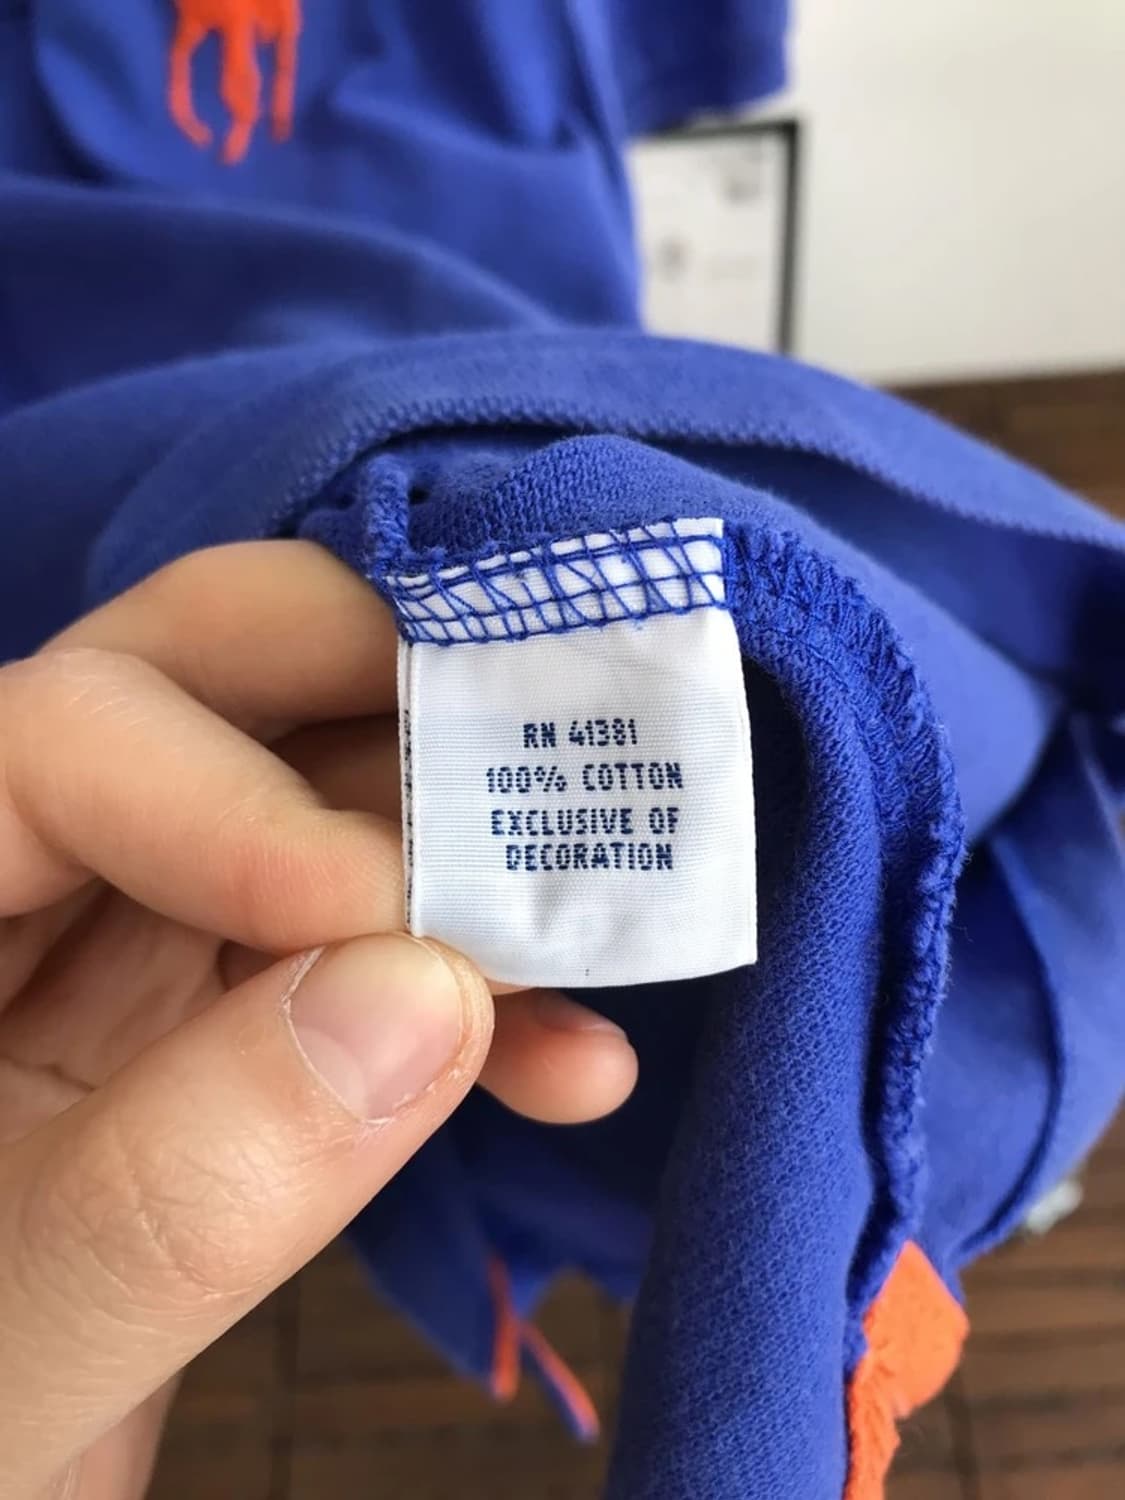 RN 41381
100% COTTON
EXCLUSIVE OF
DECORATION